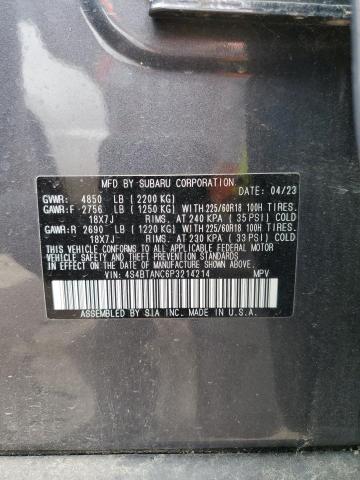 MFD BY SUBARU CORPORATION DATE: 04/23
GVWR: 4850 LB (2200 KG)
GAWR:F 2756 LB (1250 KG) WITH 225/60R18 100H TIRES.
18X7J RIMS. AT 240 KPA (35 PSI) COLD
GAWR:R 2690 LB (1220 KG) WITH 225/60R18 100H TIRES.
18X7J RIMS. AT 230 KPA (33 PSI) COLD
THIS VEHICLE CONFORMS TO ALL APPLICABLE FEDERAL MOTOR
VEHICLE SAFETY STANDARDS IN EFFECT ON THE DATE OF
MANUFACTURE SHOWN ABOVE.
VIN: 4S4BTANC6P3214214 MPV
ASSEMBLED BY S.I.A INC. MADE IN U.S.A.